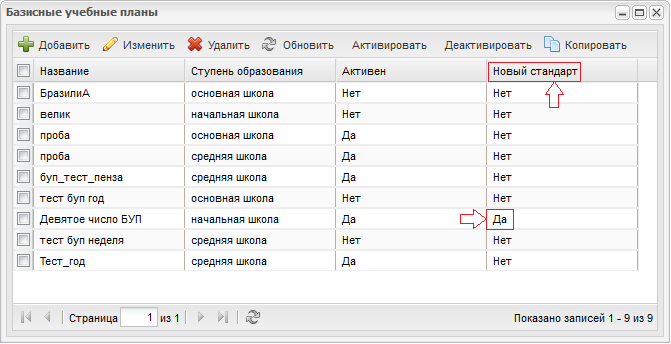 Базисные учебные планы
Добавить Изменить Удалить Обновить Активировать Деактивировать Копировать
Название Ступень образования Активен Новый стандарт
БразилиА основная школа Нет Нет
велик начальная школа Нет Нет
проба основная школа Да Нет
проба средняя школа Да Нет
буп_тест_пенза средняя школа Да Нет
тест буп год основная школа Нет Нет
Девятое число БУП начальная школа Да Да
тест буп неделя средняя школа Нет Нет
Тест_год средняя школа Да Нет
Страница 1 из 1 Показано записей 1 - 9 из 9